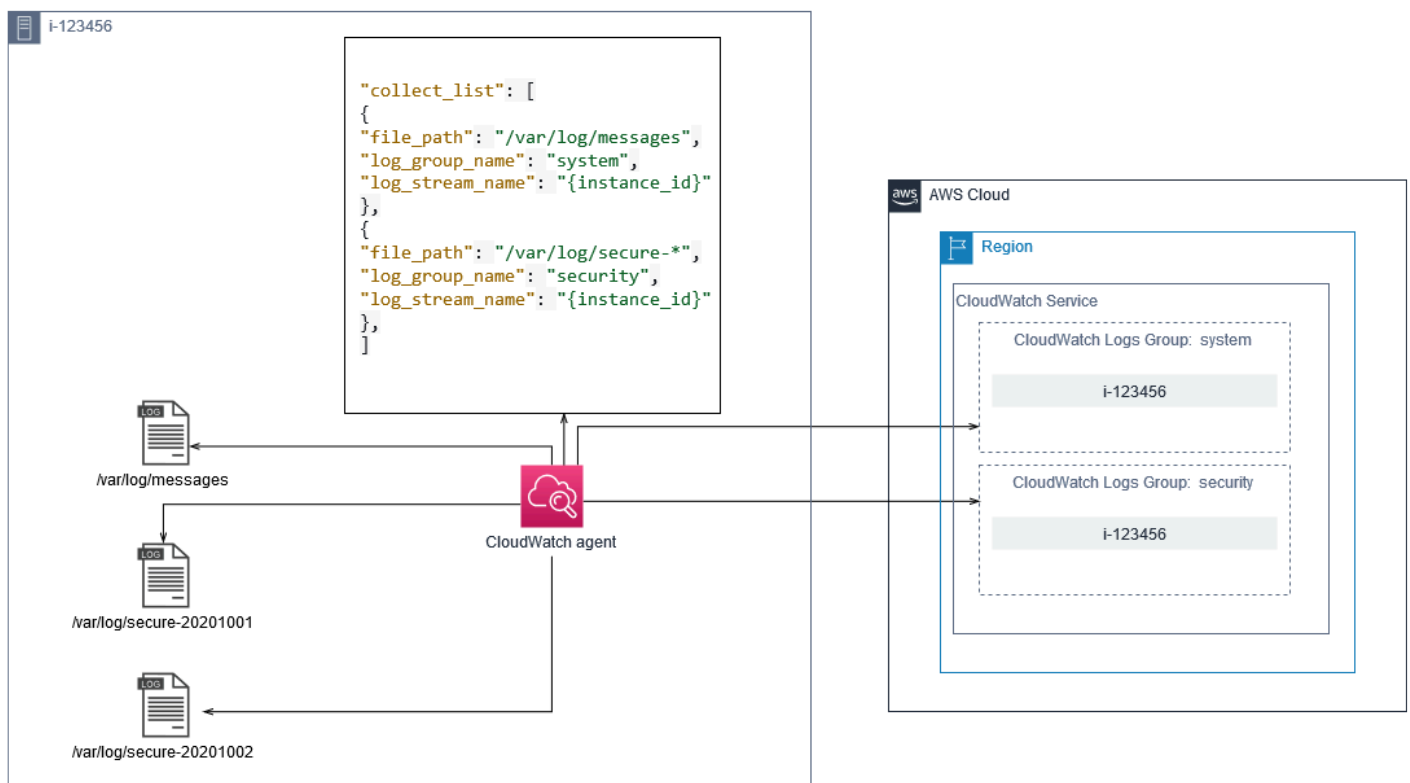 i-123456
"collect_list": [
{
"file_path": "/var/log/messages",
"log_group_name": "system",
"log_stream_name": "{instance_id}"
},
{
"file_path": "/var/log/secure-*",
"log_group_name": "security",
"log_stream_name": "{instance_id}"
},
]
LOG
/var/log/messages
LOG
/var/log/secure-20201001
LOG
/var/log/secure-20201002
CloudWatch agent
aws
AWS Cloud
Region
CloudWatch Service
CloudWatch Logs Group: system
i-123456
CloudWatch Logs Group: security
i-123456